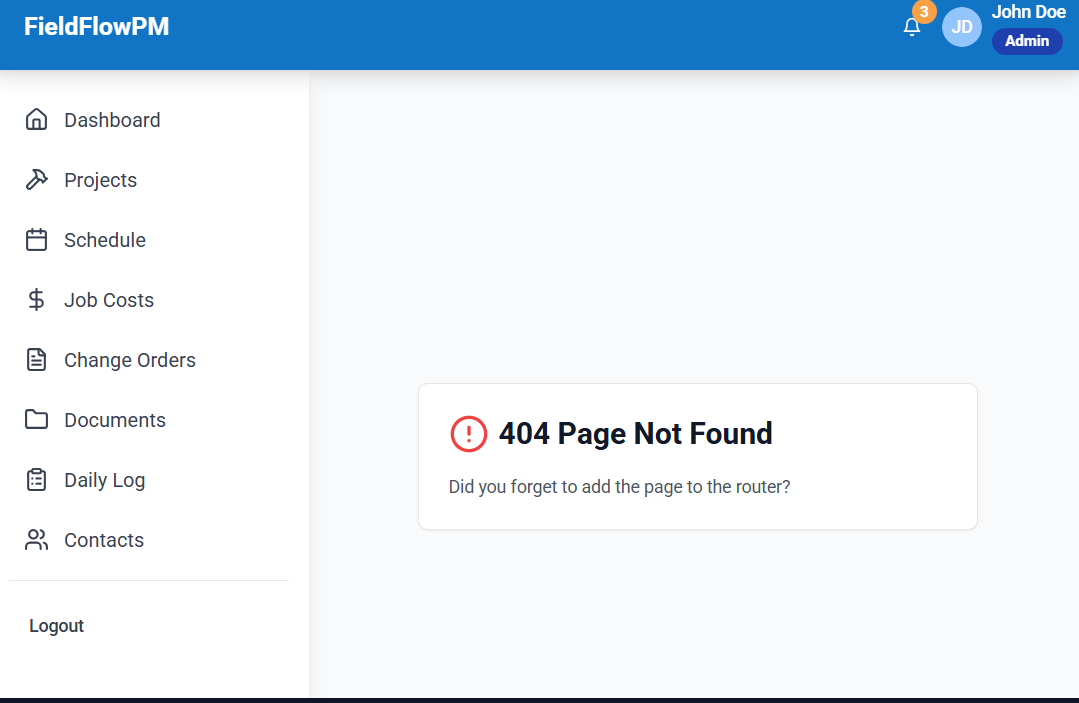 FieldFlowPM
3
JD
John Doe
Admin
Dashboard
Projects
Schedule
Job Costs
Change Orders
Documents
Daily Log
Contacts
Logout
404 Page Not Found
Did you forget to add the page to the router?